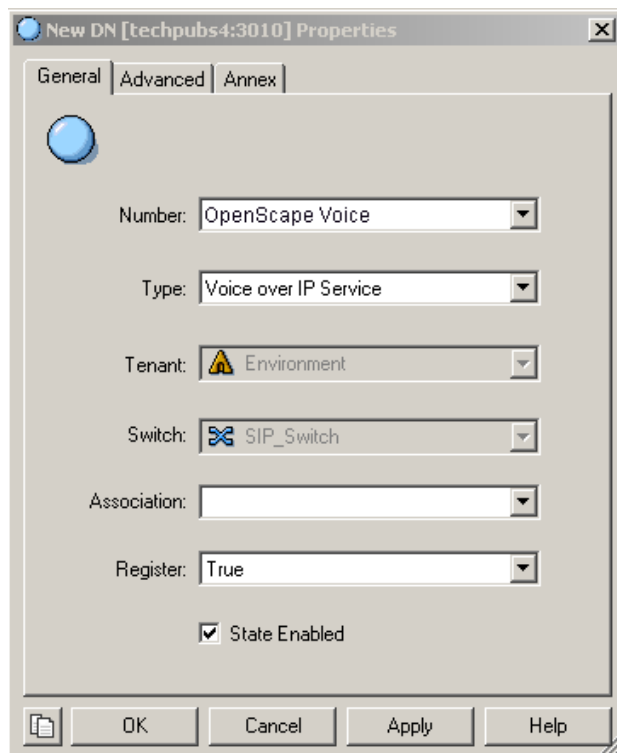 New DN [techpubs4:3010] Properties
General Advanced Annex
Number: OpenScape Voice
Type: Voice over IP Service
Tenant: Environment
Switch: SIP_Switch
Association:
Register: True
State Enabled
OK Cancel Apply Help